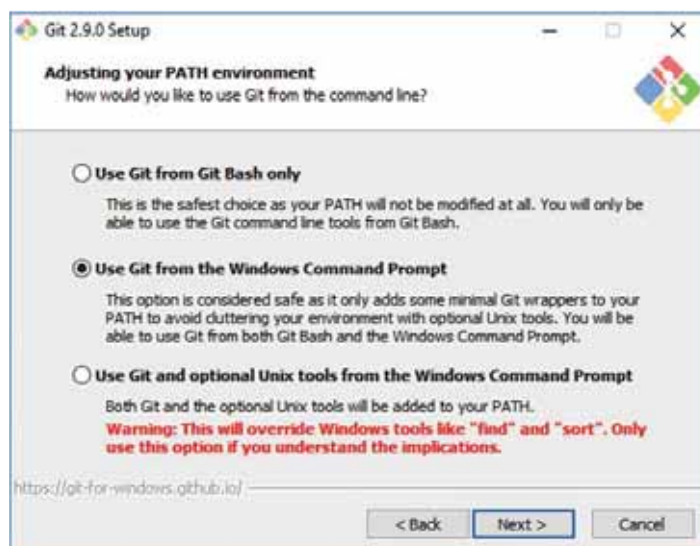 Git 2.9.0 Setup
Adjusting your PATH environment
How would you like to use Git from the command line?
Use Git from Git Bash only
This is the safest choice as your PATH will not be modified at all. You will only be
able to use the Git command line tools from Git Bash.
Use Git from the Windows Command Prompt
This option is considered safe as it only adds some minimal Git wrappers to your
PATH to avoid cluttering your environment with optional Unix tools. You will be
able to use Git from both Git Bash and the Windows Command Prompt.
Use Git and optional Unix tools from the Windows Command Prompt
Both Git and the optional Unix tools will be added to your PATH.
Warning: This will override Windows tools like "find" and "sort". Only
use this option if you understand the implications.
https://git-for-windows.github.io/
< Back Next > Cancel